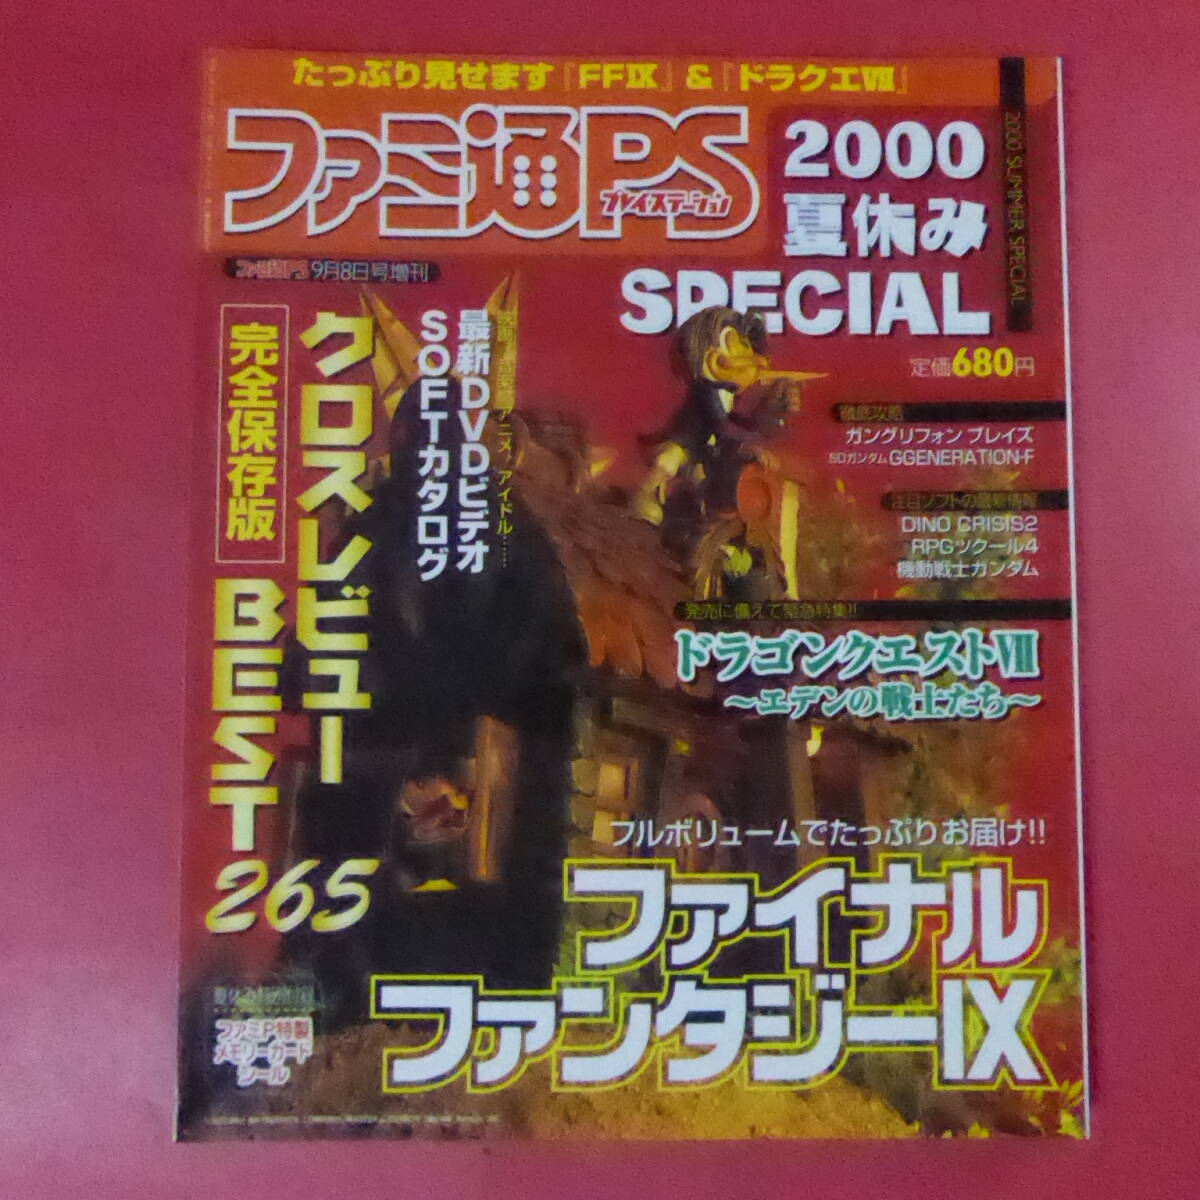 たっぷり見せます『FFⅨ』&『ドラクエⅦ』
ファミ通PS
プレイステーション
2000
夏休み
SPECIAL
2000 SUMMER SPECIAL
定価680円
ファミ通PS 9月8日号増刊
徹底攻略
ガングリフォン ブレイズ
SDガンダム GGENERATION-F
注目ソフトの最新情報
DINO CRISIS2
RPGツクール4
機動戦士ガンダム
映画、音楽、アニメ、アイドル……
最新DVDビデオ
SOFTカタログ
クロスレビュー
完全保存版
BEST
265
発売に備えて緊急特集!!
ドラゴンクエストⅦ
～エデンの戦士たち～
フルボリュームでたっぷりお届け!!
ファイナル
ファンタジーⅨ
ファミP特製
メモリーカード
シール